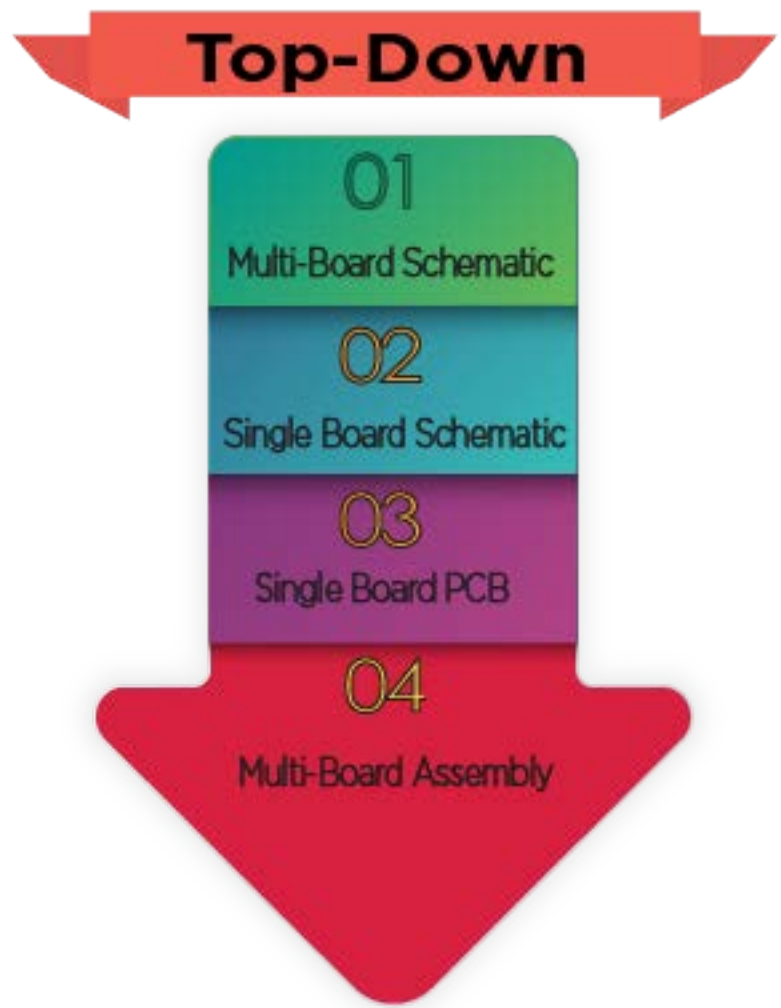 Top-Down
01
Multi-Board Schematic
02
Single Board Schematic
03
Single Board PCB
04
Multi-Board Assembly